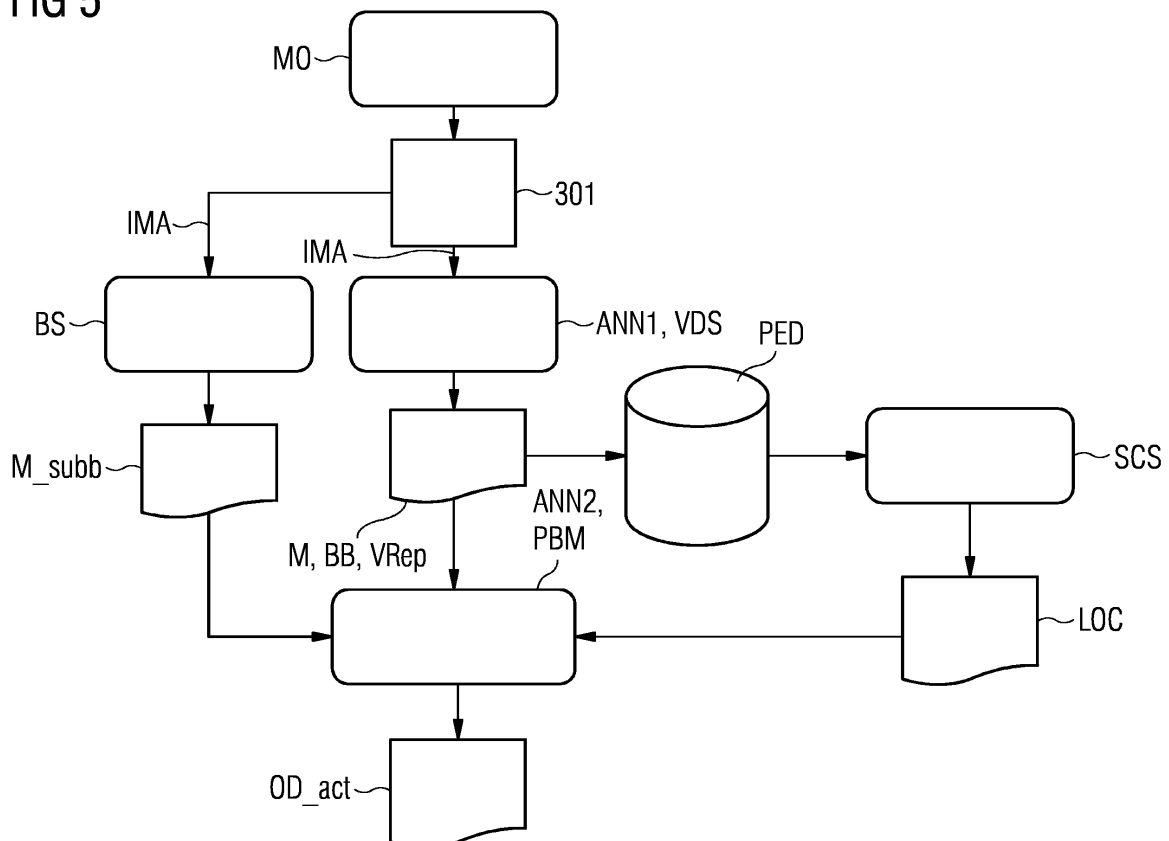 FIG 5
MO
301
IMA
IMA
BS
ANN1, VDS
PED
M_subb
SCS
ANN2,
PBM
M, BB, VRep
LOC
OD_act